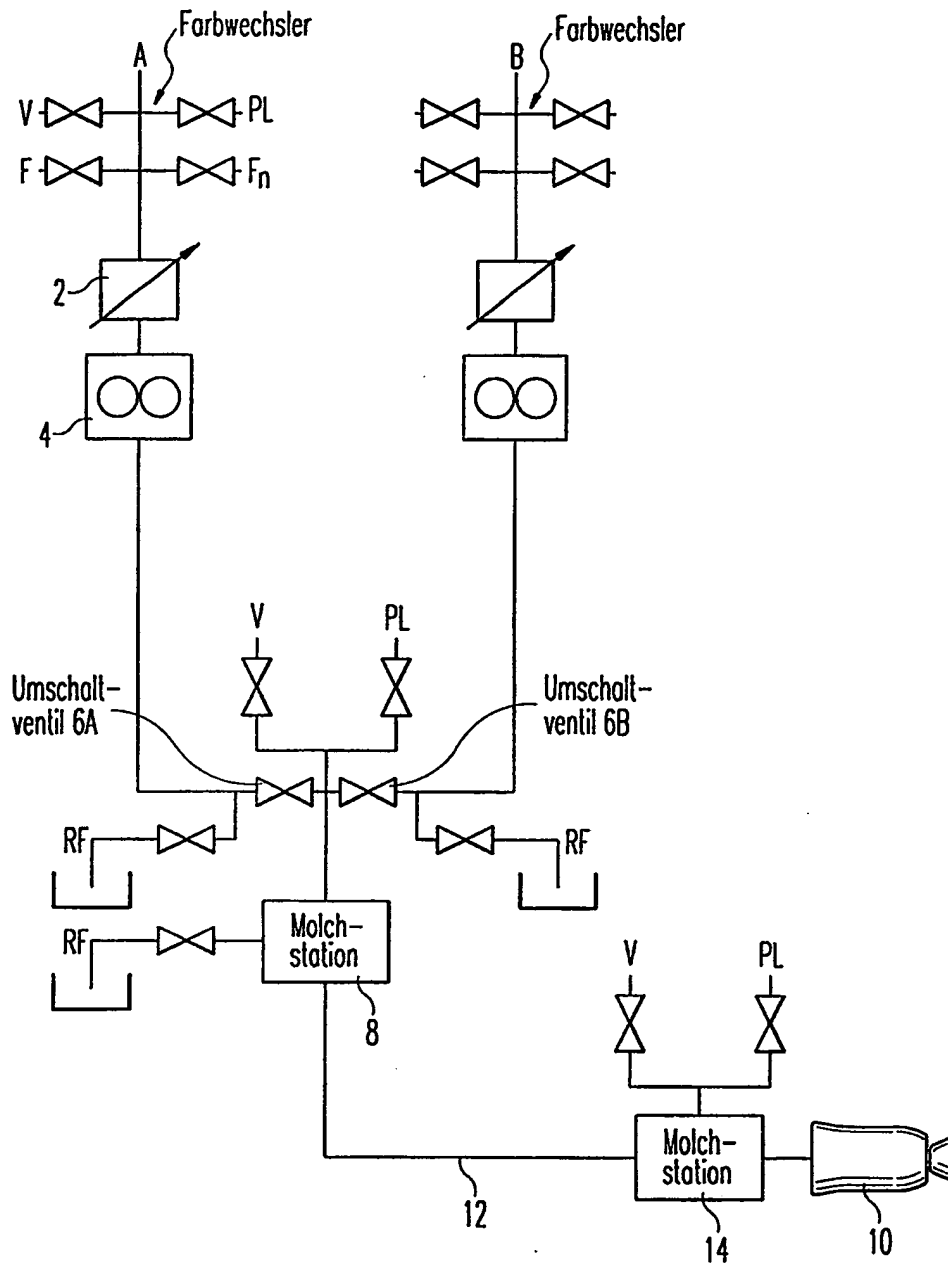 Farbwechsler
Farbwechsler
A
B
V
PL
F
Fn
2
4
V
PL
Umschalt-
ventil 6A
Umschalt-
ventil 6B
RF
RF
RF
Molch-
station
8
V
PL
Molch-
station
12
14
10